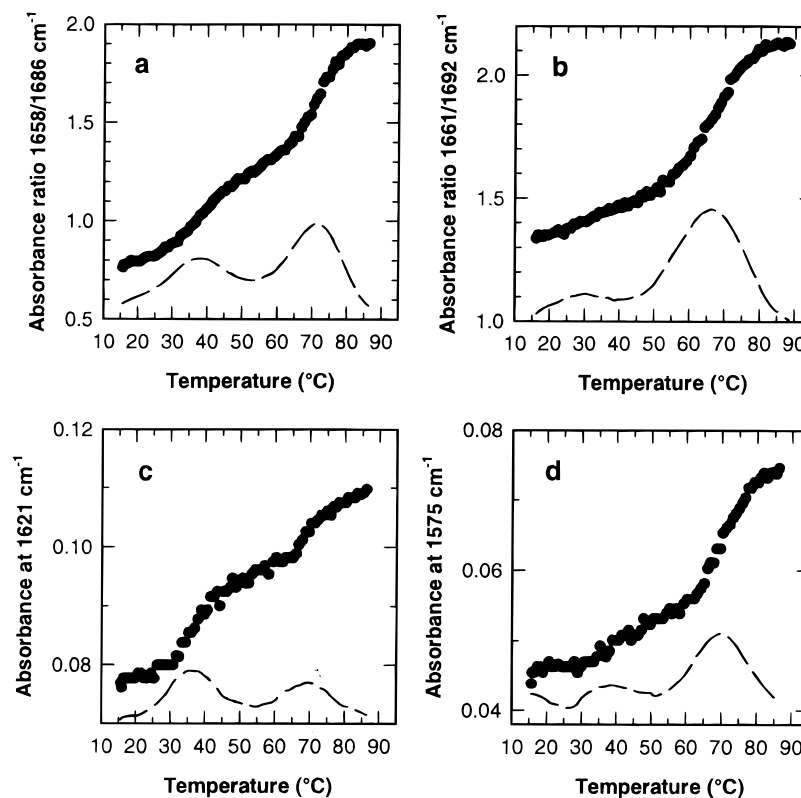 a
Absorbance ratio 1658/1686 cm⁻¹
2.0
1.5
1.0
0.5
10 20 30 40 50 60 70 80 90
Temperature (°C)
b
Absorbance ratio 1661/1692 cm⁻¹
2.0
1.5
1.0
10 20 30 40 50 60 70 80 90
Temperature (°C)
c
Absorbance at 1621 cm⁻¹
0.12
0.10
0.08
10 20 30 40 50 60 70 80 90
Temperature (°C)
d
Absorbance at 1575 cm⁻¹
0.08
0.06
0.04
10 20 30 40 50 60 70 80 90
Temperature (°C)